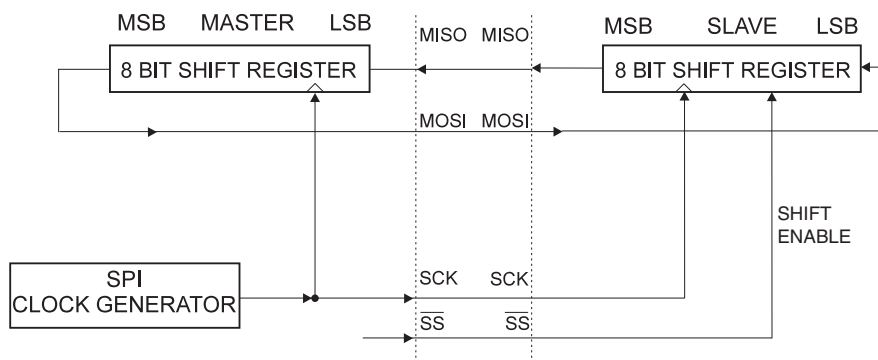 MSB MASTER LSB
MISO MISO
MSB SLAVE LSB
8 BIT SHIFT REGISTER
8 BIT SHIFT REGISTER
MOSI MOSI
SHIFT
ENABLE
SPI
CLOCK GENERATOR
SCK SCK
SS SS